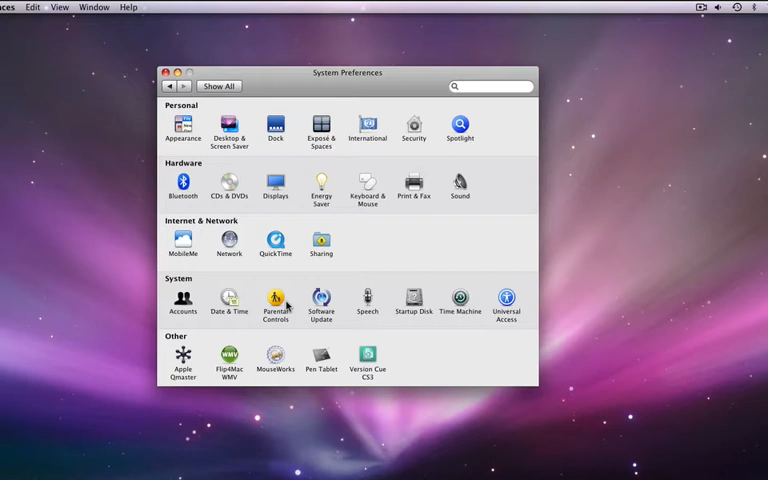 ces Edit View Window Help
System Preferences
Show All
Personal
Appearance Desktop & Screen Saver Dock Exposé & Spaces International Security Spotlight
Hardware
Bluetooth CDs & DVDs Displays Energy Saver Keyboard & Mouse Print & Fax Sound
Internet & Network
MobileMe Network QuickTime Sharing
System
Accounts Date & Time Parental Controls Software Update Speech Startup Disk Time Machine Universal Access
Other
WMV
Apple Qmaster Flip4Mac WMV MouseWorks Pen Tablet Version Cue CS3